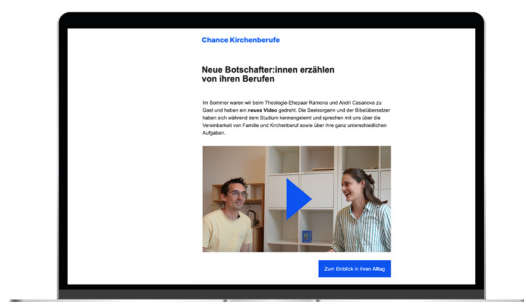 Chance Kirchenberufe
Neue Botschafter:innen erzählen
von ihren Berufen
Im Sommer waren wir beim Theologie-Ehepaar Ramona und Andri Casanova zu
Gast und haben ein neues Video gedreht. Die Seelsorgerin und der Bibelübersetzer
haben sich während dem Studium kennengelernt und sprechen mit uns über die
Vereinbarkeit von Familie und Kirchenberuf sowie über ihre ganz unterschiedlichen
Aufgaben.
Zum Einblick in ihren Alltag